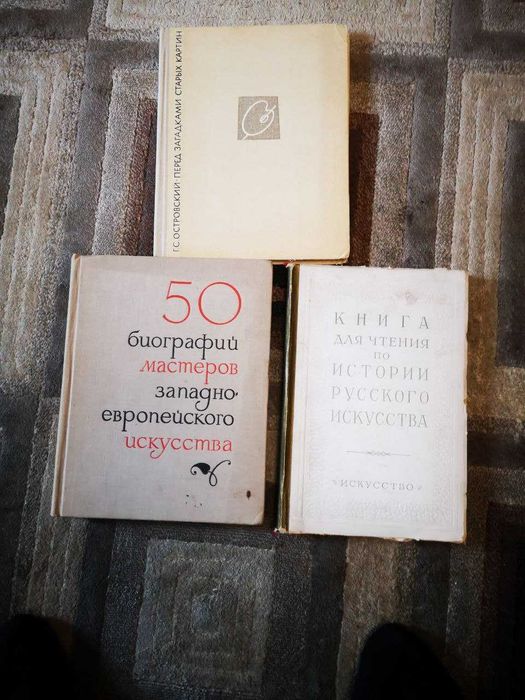 Г.С. ОСТРОВСКИЙ · ПЕРЕД ЗАГАДКАМИ СТАРЫХ КАРТИН
50
биографий
мастеров
западно-
европейского
искусства
КНИГА
ДЛЯ ЧТЕНИЯ
ПО
ИСТОРИИ
РУССКОГО
ИСКУССТВА
«ИСКУССТВО»